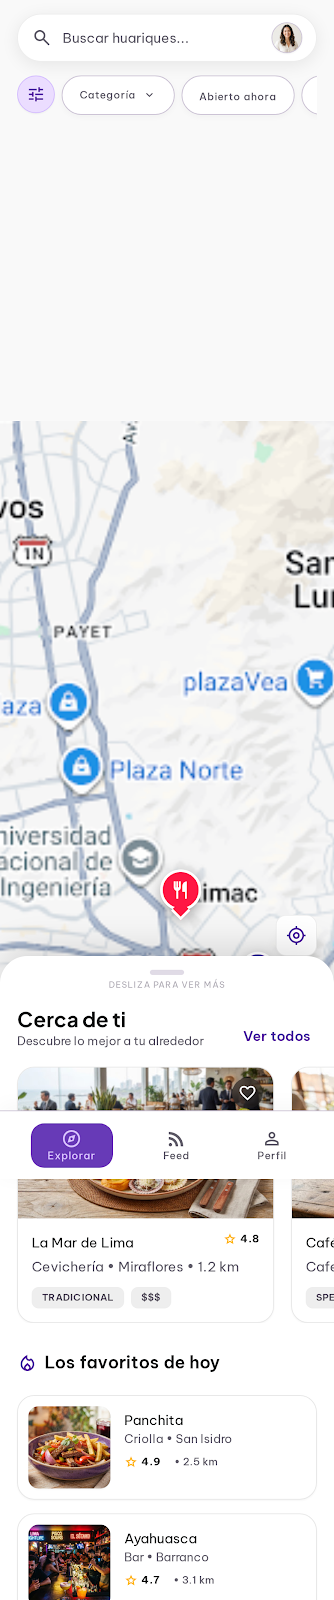 Buscar huariques...
Categoría
Abierto ahora
vos
1N
San
Lur
PAYET
plazaVea
aza
Plaza Norte
niversidad
acional de
Ingeniería
imac
DESLIZA PARA VER MÁS
Cerca de ti
Ver todos
Descubre lo mejor a tu alrededor
Explorar
Feed
Perfil
La Mar de Lima
4.8
Café
Cevichería • Miraflores • 1.2 km
Cafe
TRADICIONAL
$$$
SPE
Los favoritos de hoy
Panchita
Criolla • San Isidro
4.9 • 2.5 km
Ayahuasca
Bar • Barranco
4.7 • 3.1 km